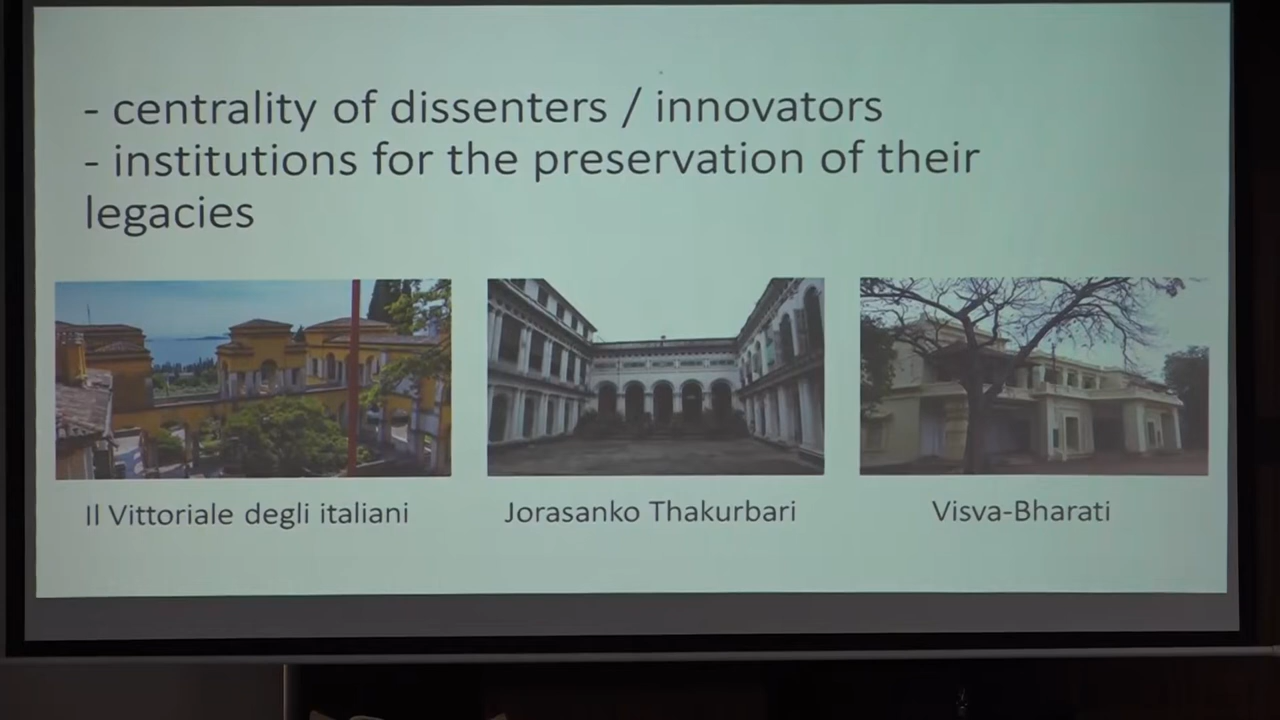 - centrality of dissenters / innovators
- institutions for the preservation of their
legacies
Il Vittoriale degli italiani
Jorasanko Thakurbari
Visva-Bharati